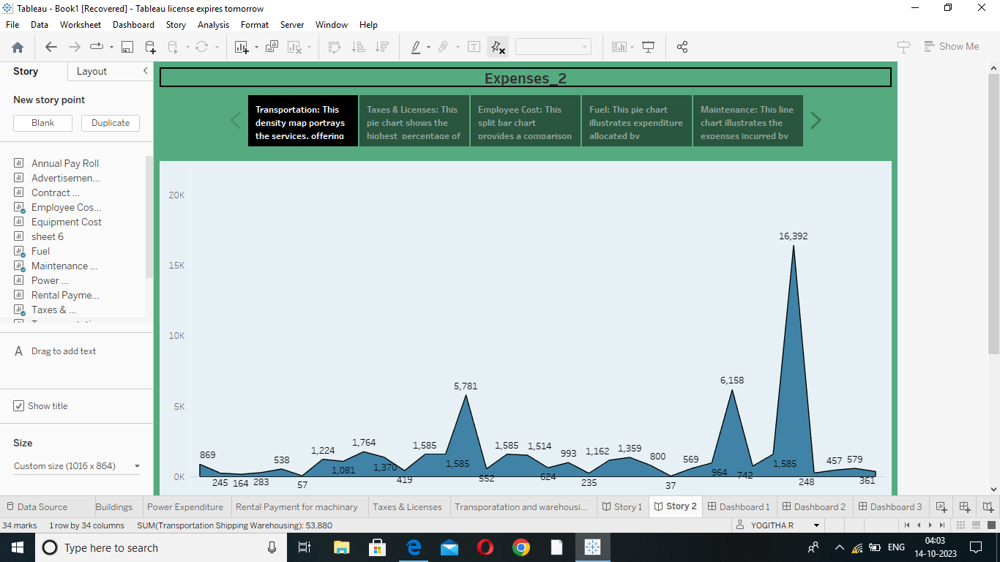 Tableau - Book1 [Recovered] - Tableau license expires tomorrow
File Data Worksheet Dashboard Story Analysis Format Server Window Help
Show Me
Story Layout
New story point
Blank Duplicate
Annual Pay Roll
Advertisemen...
Contract ...
Employee Cos...
Equipment Cost
sheet 6
Fuel
Maintenance ...
Power ...
Rental Payme...
Taxes & ...
A Drag to add text
Show title
Size
Custom size (1016 x 864)
Expenses_2
Transportation: This
density map portrays
the services, offering
Taxes & Licenses: This
pie chart shows the
highest percentage of
Employee Cost: This
split bar chart
provides a comparison
Fuel: This pie chart
illustrates expenditure
allocated by
Maintenance: This line
chart illustrates the
expenses incurred by
20K
15K
10K
5K
0K
16,392
6,158
5,781
869 245 164 283 538 57 1,224 1,081 1,764 1,370 419 1,585 1,585 552 1,585 1,514 624 993 235 1,162 1,359 800 37 569 964 742 1,585 248 457 579 361
Data Source Buildings Power Expenditure Rental Payment for machinary Taxes & Licenses Transporatation and warehousi... Story 1 Story 2 Dashboard 1 Dashboard 2 Dashboard 3
34 marks 1 row by 34 columns SUM(Transportation Shipping Warehousing): 53,880 YOGITHA R
Type here to search
ENG
04:03
14-10-2023